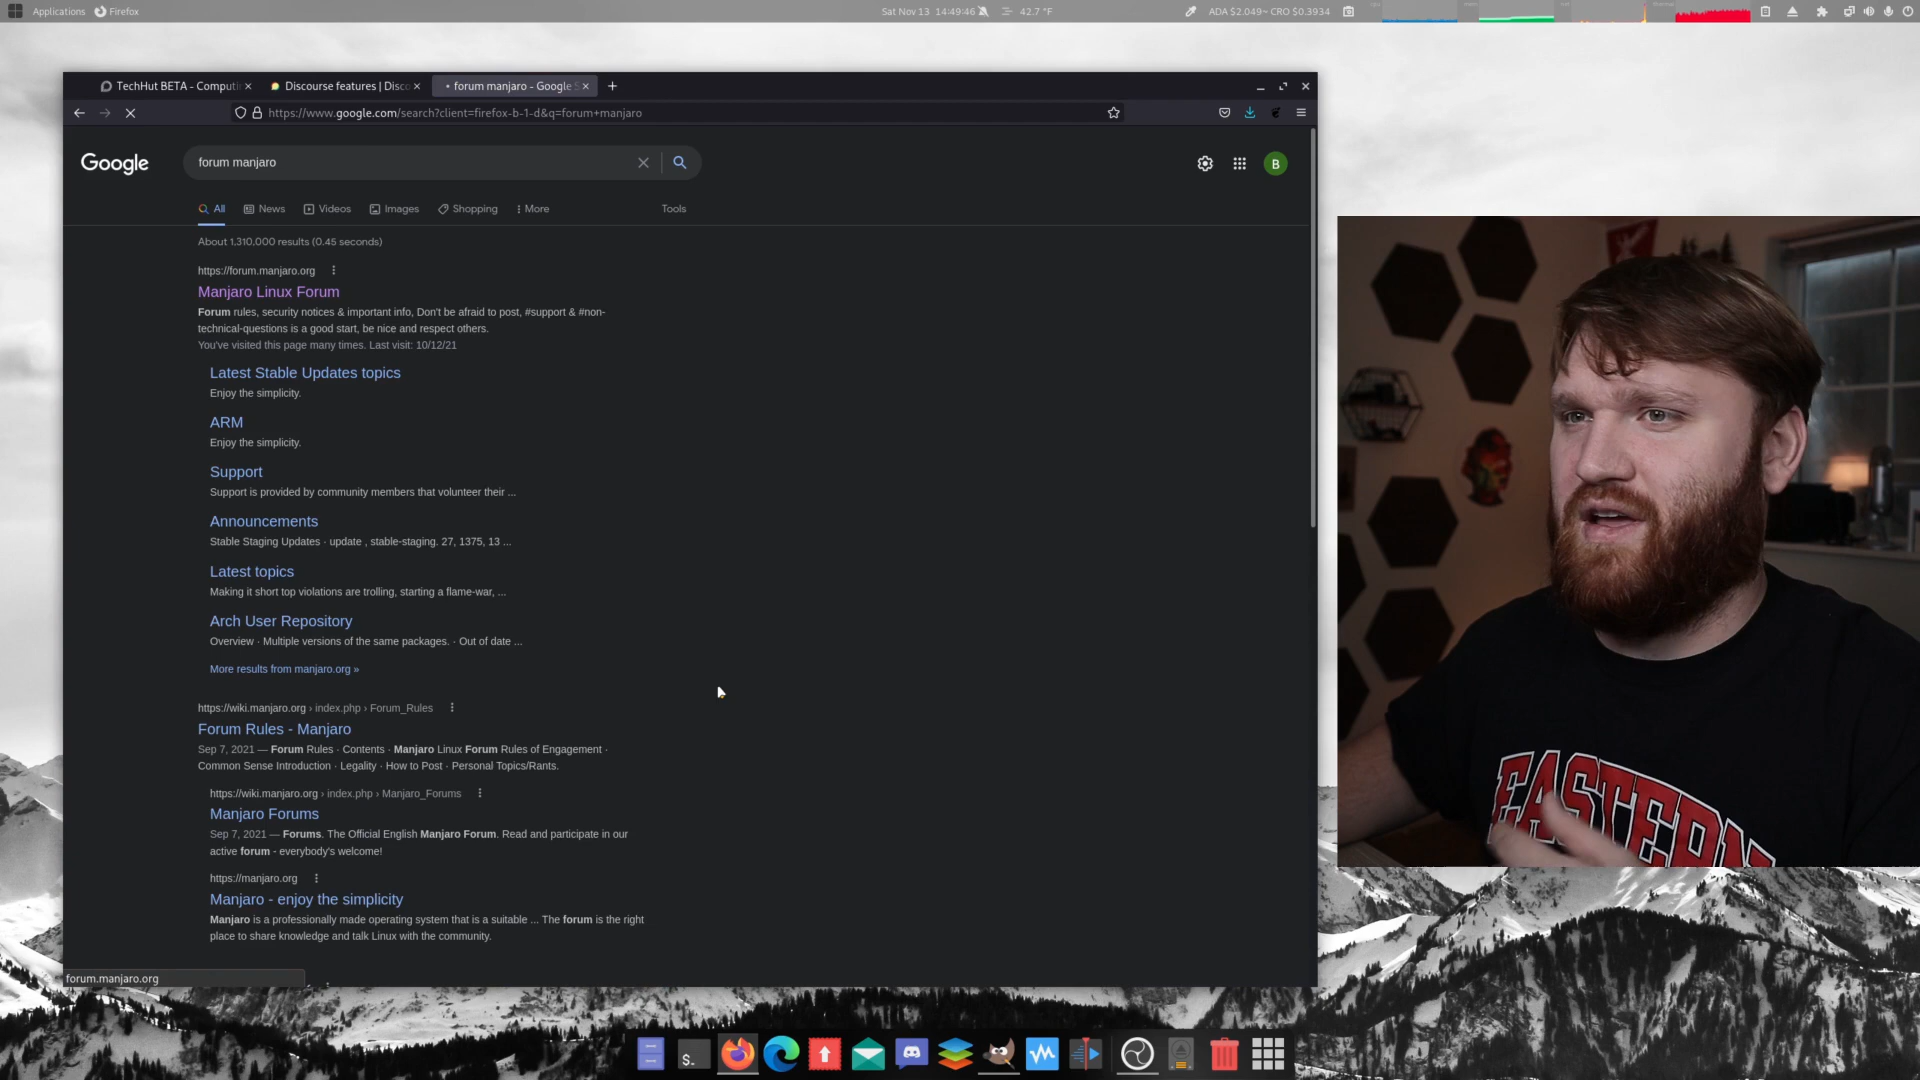 Applications Firefox
Sat Nov 13 14:49:46
42.7 °F
ADA $2.049~ CRO $0.3934
TechHut BETA - Computi
Discourse features | Disco
forum manjaro - Google S
https://www.google.com/search?client=firefox-b-1-d&q=forum+manjaro
Google
forum manjaro
B
All
News
Videos
Images
Shopping
More
Tools
About 1,310,000 results (0.45 seconds)
https://forum.manjaro.org
Manjaro Linux Forum
Forum rules, security notices & important info, Don't be afraid to post, #support & #non-
technical-questions is a good start, be nice and respect others.
You've visited this page many times. Last visit: 10/12/21
Latest Stable Updates topics
Enjoy the simplicity.
ARM
Enjoy the simplicity.
Support
Support is provided by community members that volunteer their ...
Announcements
Stable Staging Updates · update , stable-staging. 27, 1375, 13 ...
Latest topics
Making it short top violations are trolling, starting a flame-war, ...
Arch User Repository
Overview · Multiple versions of the same packages. · Out of date ...
More results from manjaro.org »
https://wiki.manjaro.org › index.php › Forum_Rules
Forum Rules - Manjaro
Sep 7, 2021 — Forum Rules · Contents · Manjaro Linux Forum Rules of Engagement ·
Common Sense Introduction · Legality · How to Post · Personal Topics/Rants.
https://wiki.manjaro.org › index.php › Manjaro_Forums
Manjaro Forums
Sep 7, 2021 — Forums. The Official English Manjaro Forum. Read and participate in our
active forum - everybody's welcome!
https://manjaro.org
Manjaro - enjoy the simplicity
Manjaro is a professionally made operating system that is a suitable ... The forum is the right
place to share knowledge and talk Linux with the community.
forum.manjaro.org
EASTERN
$.